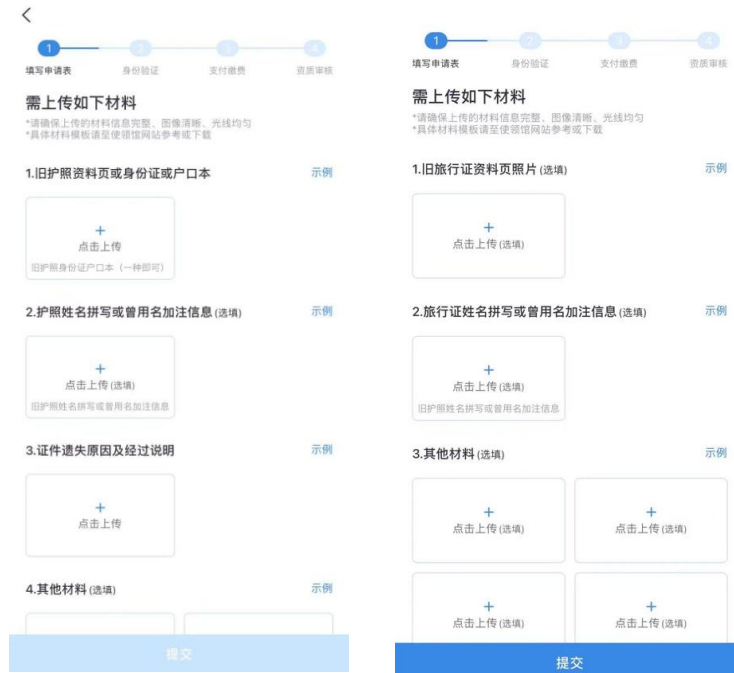 1
2
3
4
填写申请表
身份验证
支付缴费
资质审核
需上传如下材料
*请确保上传的材料信息完整、图像清晰、光线均匀
*具体材料模板请至使领馆网站参考或下载
1.旧护照资料页或身份证或户口本
示例
+
点击上传
旧护照身份证户口本（一种即可）
2.护照姓名拼写或曾用名加注信息(选填)
示例
+
点击上传(选填)
旧护照姓名拼写或曾用名加注信息
3.证件遗失原因及经过说明
示例
+
点击上传
4.其他材料(选填)
示例
提交
1
2
3
4
填写申请表
身份验证
支付缴费
资质审核
需上传如下材料
*请确保上传的材料信息完整、图像清晰、光线均匀
*具体材料模板请至使领馆网站参考或下载
1.旧旅行证资料页照片(选填)
示例
+
点击上传(选填)
2.旅行证姓名拼写或曾用名加注信息(选填)
示例
+
点击上传(选填)
旧护照姓名拼写或曾用名加注信息
3.其他材料(选填)
示例
+
点击上传(选填)
+
点击上传(选填)
+
点击上传(选填)
+
点击上传(选填)
提交